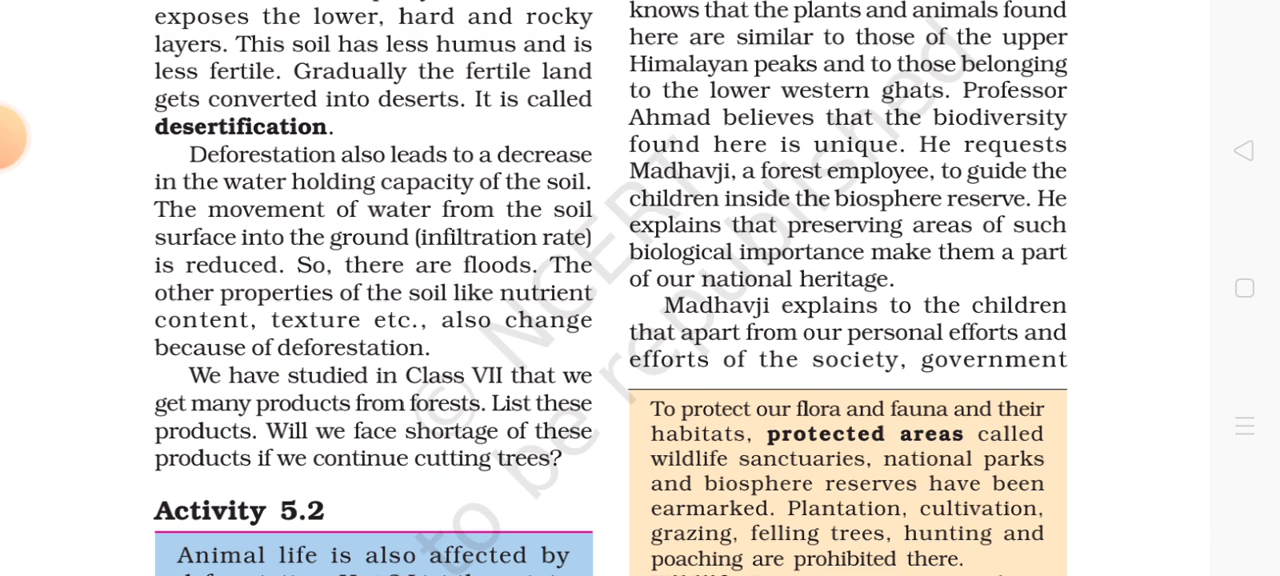 exposes the lower, hard and rocky
layers. This soil has less humus and is
less fertile. Gradually the fertile land
gets converted into deserts. It is called
desertification.
Deforestation also leads to a decrease
in the water holding capacity of the soil.
The movement of water from the soil
surface into the ground (infiltration rate)
is reduced. So, there are floods. The
other properties of the soil like nutrient
content, texture etc., also change
because of deforestation.
We have studied in Class VII that we
get many products from forests. List these
products. Will we face shortage of these
products if we continue cutting trees?
Activity 5.2
Animal life is also affected by
knows that the plants and animals found
here are similar to those of the upper
Himalayan peaks and to those belonging
to the lower western ghats. Professor
Ahmad believes that the biodiversity
found here is unique. He requests
Madhavji, a forest employee, to guide the
children inside the biosphere reserve. He
explains that preserving areas of such
biological importance make them a part
of our national heritage.
Madhavji explains to the children
that apart from our personal efforts and
efforts of the society, government
To protect our flora and fauna and their
habitats, protected areas called
wildlife sanctuaries, national parks
and biosphere reserves have been
earmarked. Plantation, cultivation,
grazing, felling trees, hunting and
poaching are prohibited there.
© NCERT
to be republished